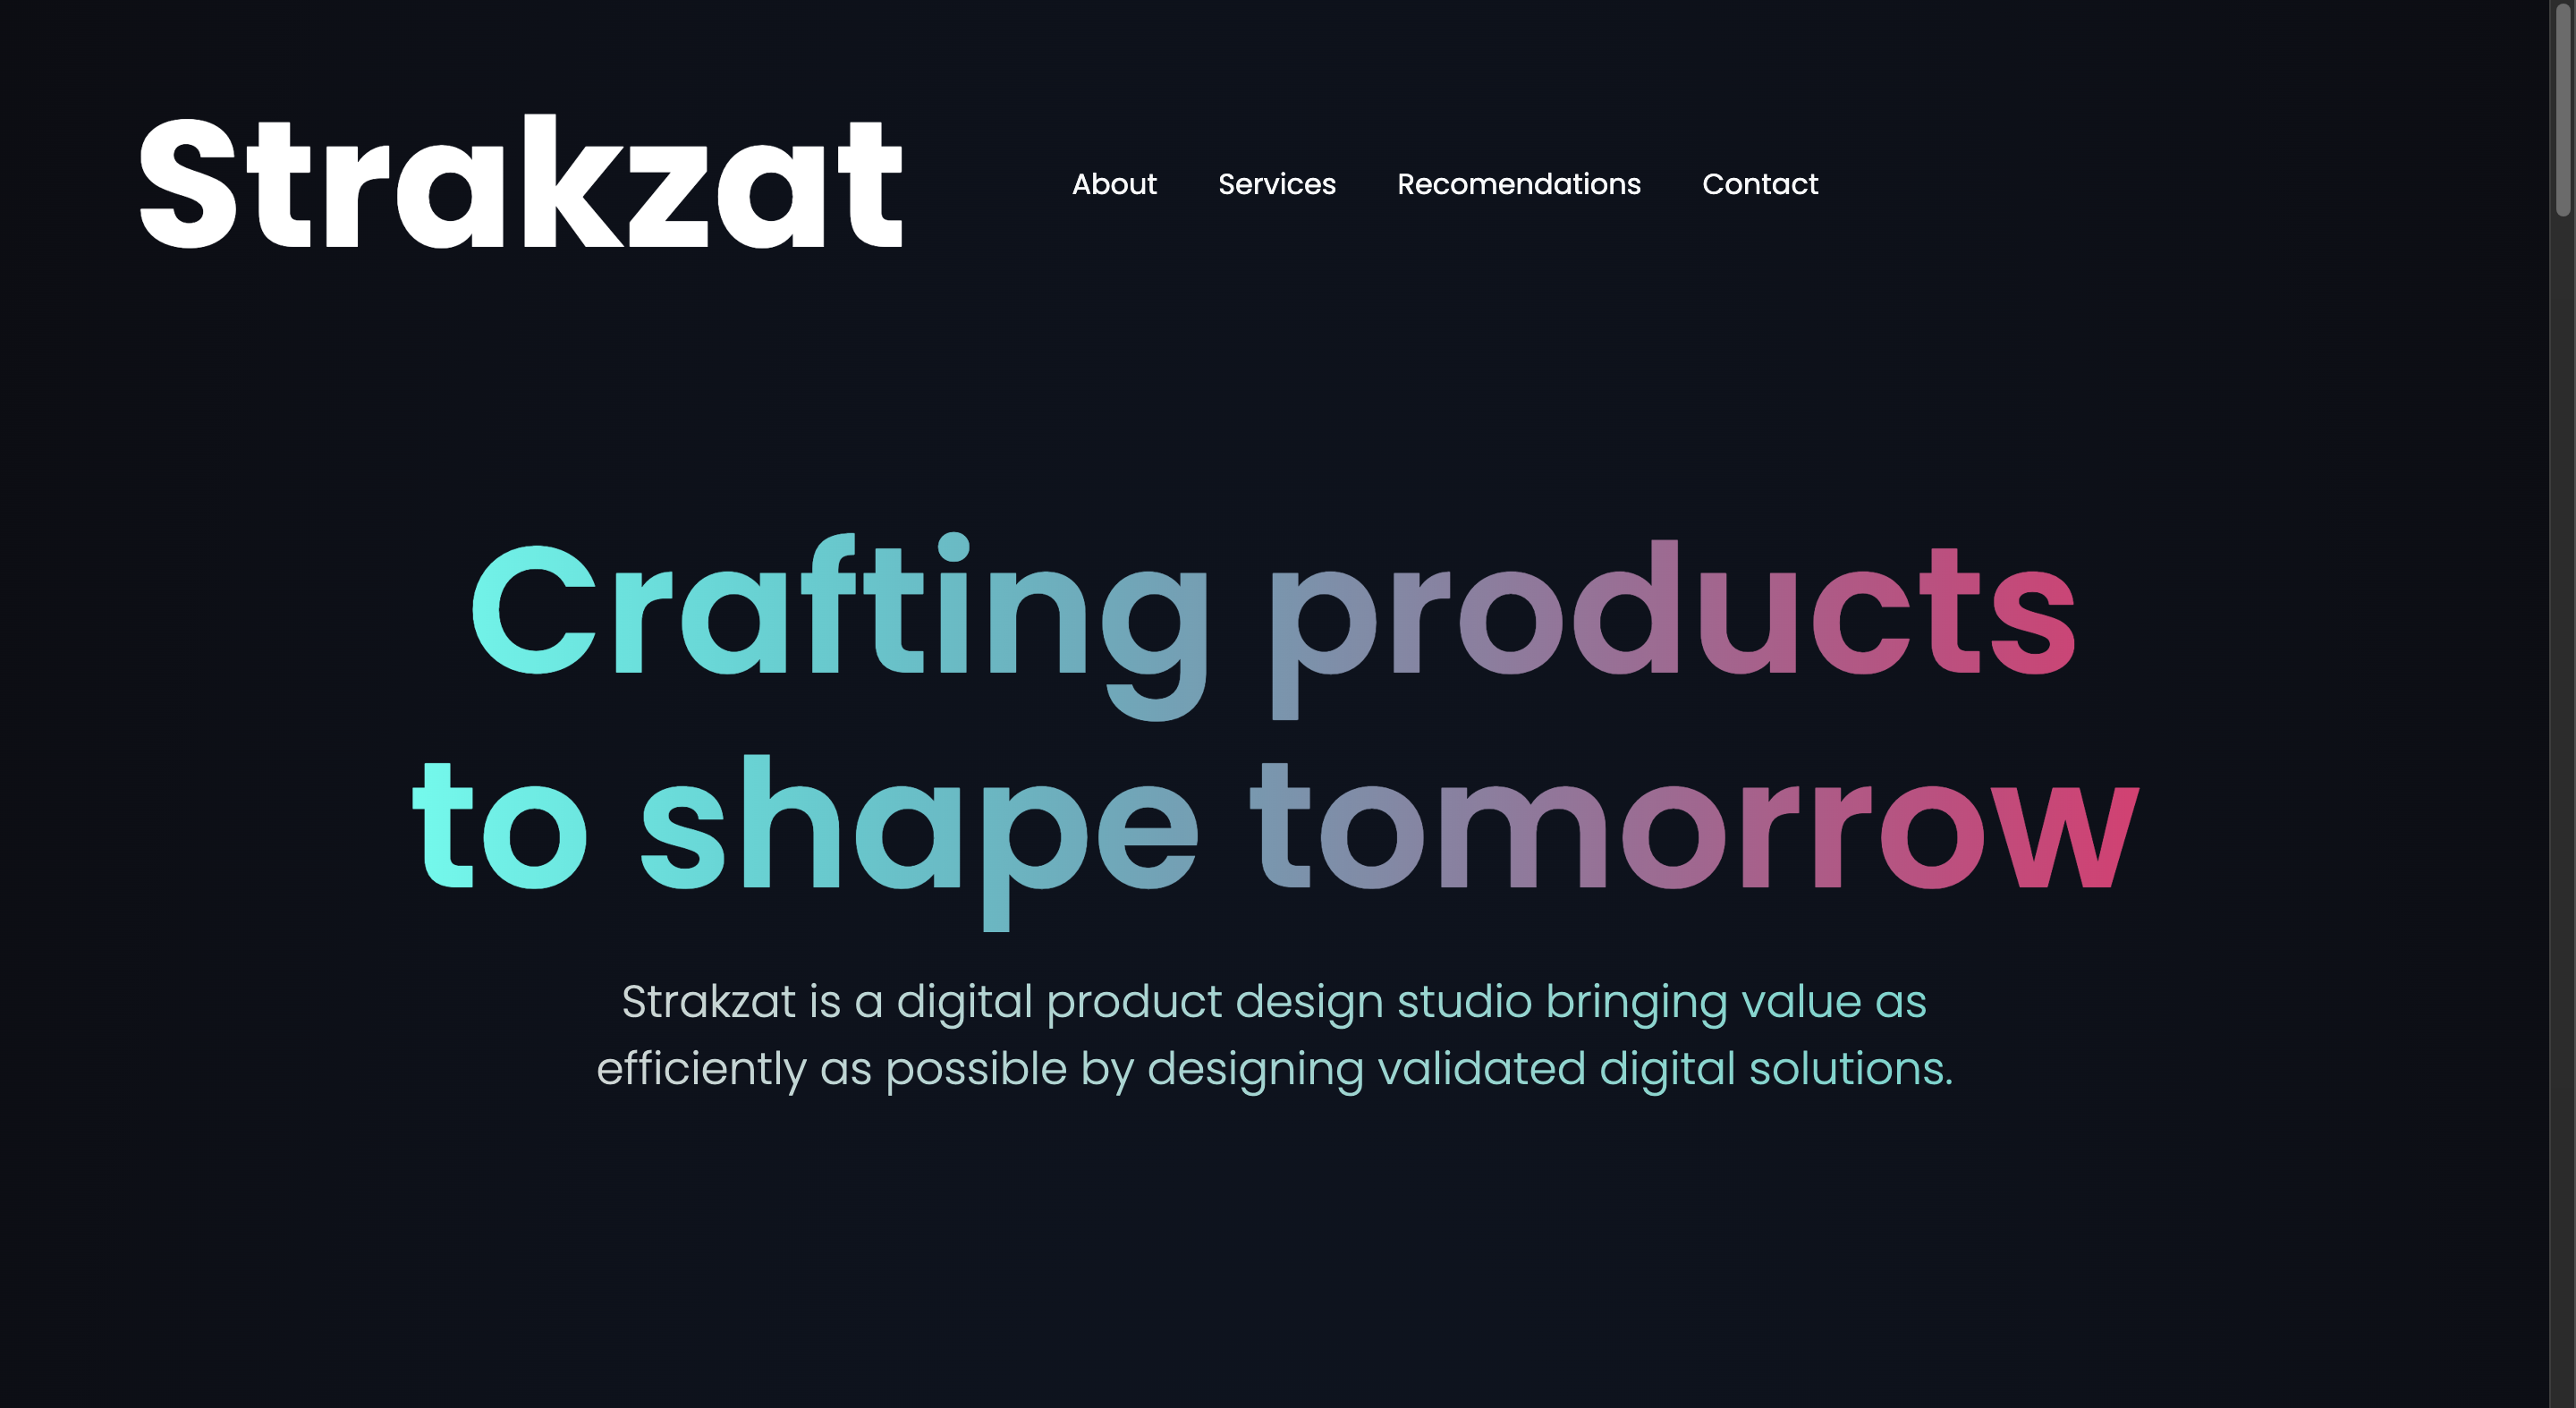 Strakzat
About Services Recomendations Contact
Crafting products
to shape tomorrow
Strakzat is a digital product design studio bringing value as
efficiently as possible by designing validated digital solutions.